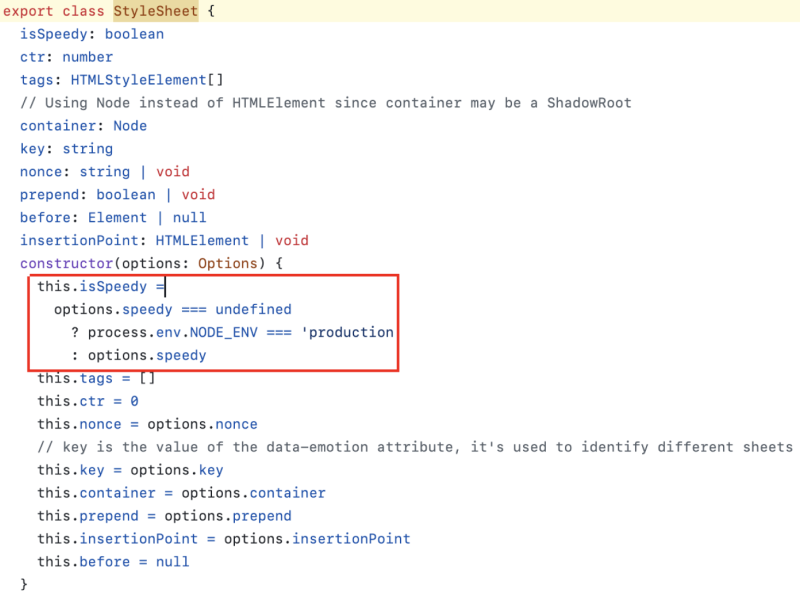 export class StyleSheet {
isSpeedy: boolean
ctr: number
tags: HTMLStyleElement[]
// Using Node instead of HTMLElement since container may be a ShadowRoot
container: Node
key: string
nonce: string | void
prepend: boolean | void
before: Element | null
insertionPoint: HTMLElement | void
constructor(options: Options) {
this.isSpeedy =
options.speedy === undefined
? process.env.NODE_ENV === 'production
: options.speedy
this.tags = []
this.ctr = 0
this.nonce = options.nonce
// key is the value of the data-emotion attribute, it's used to identify different sheets
this.key = options.key
this.container = options.container
this.prepend = options.prepend
this.insertionPoint = options.insertionPoint
this.before = null
}